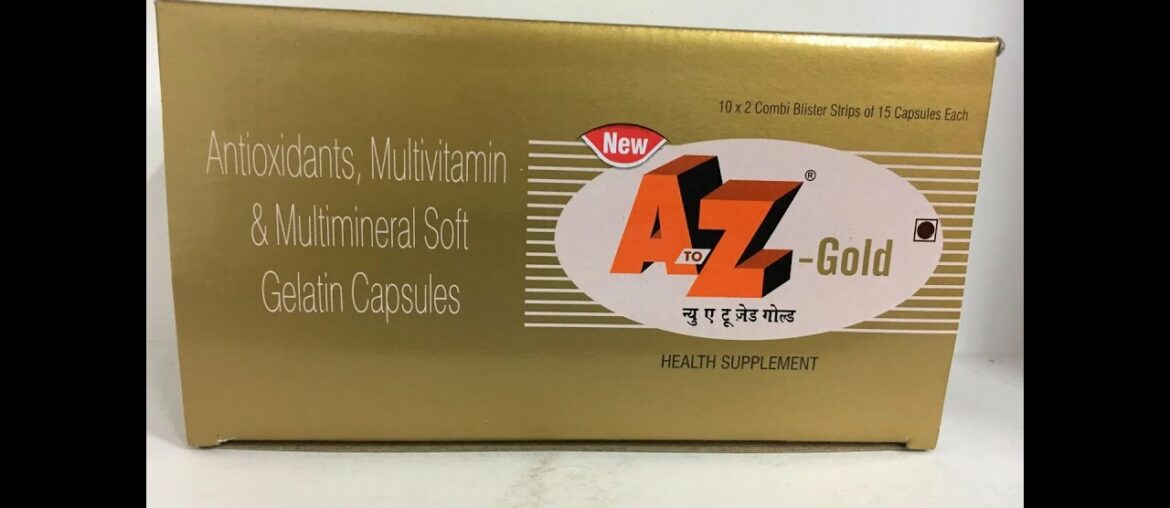 10 x 2 Combi Blister Strips of 15 Capsules Each
Antioxidants, Multivitamin
& Multimineral Soft
Gelatin Capsules
New
A TO Z®-Gold
न्यु ए टू ज़ेड गोल्ड
HEALTH SUPPLEMENT